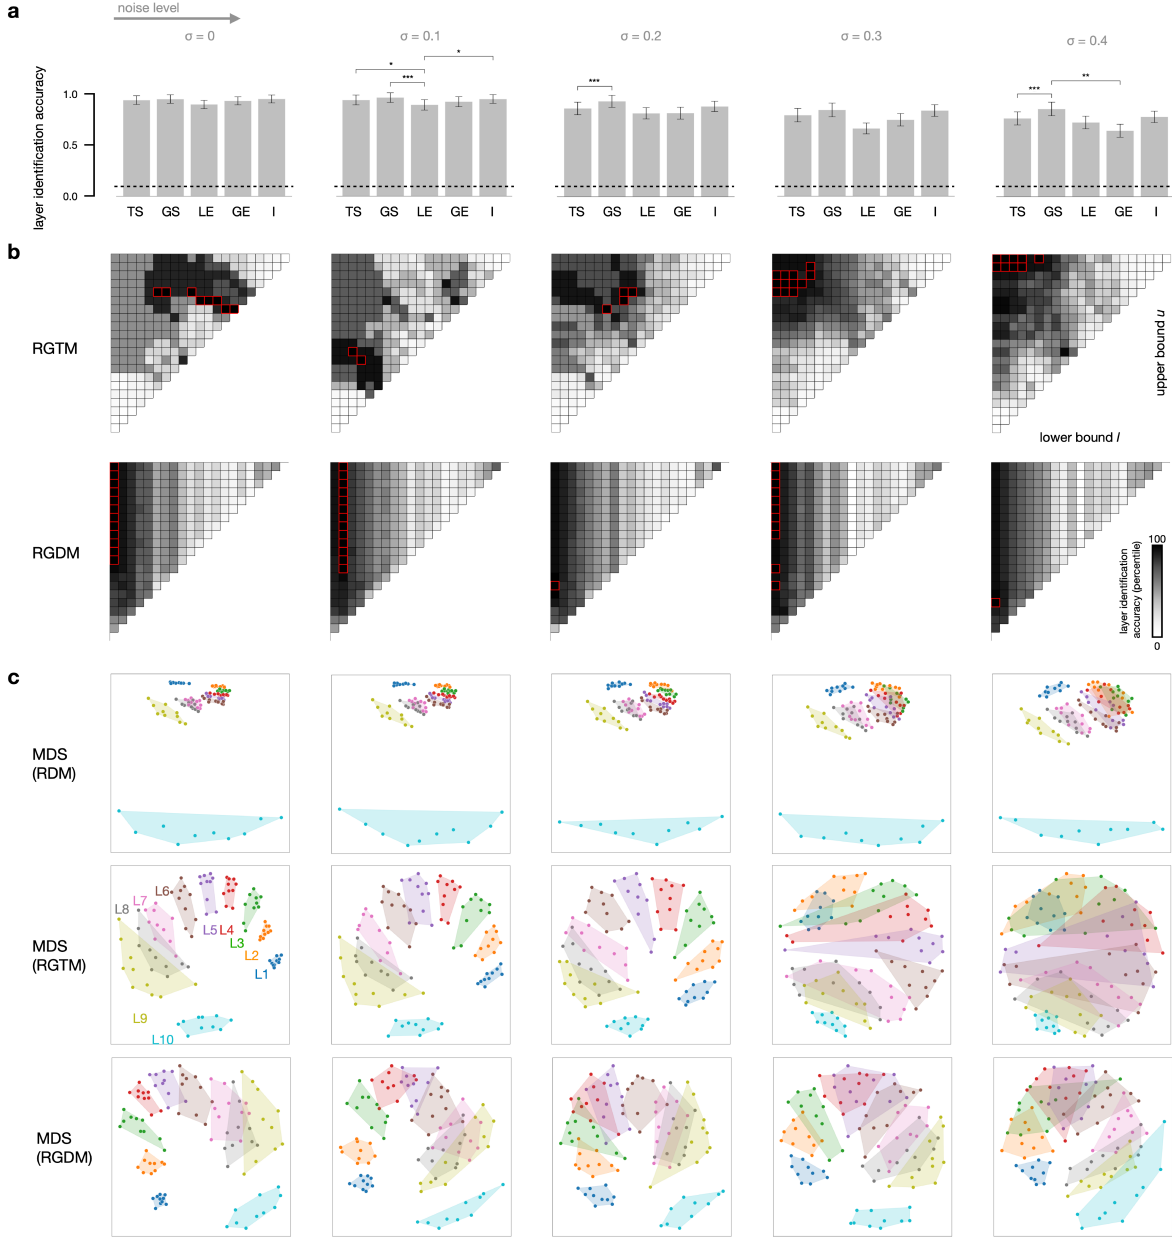 a
noise level
σ = 0
σ = 0.1
σ = 0.2
σ = 0.3
σ = 0.4
layer identification accuracy
1.0
0.5
0.0
* *** *
***
*** **
TS GS LE GE I
TS GS LE GE I
TS GS LE GE I
TS GS LE GE I
TS GS LE GE I
b
RGTM
upper bound u
lower bound l
RGDM
layer identification
accuracy (percentile)
100
0
c
MDS
(RDM)
MDS
(RGTM)
L1
L2
L3
L4
L5
L6
L7
L8
L9
L10
MDS
(RGDM)